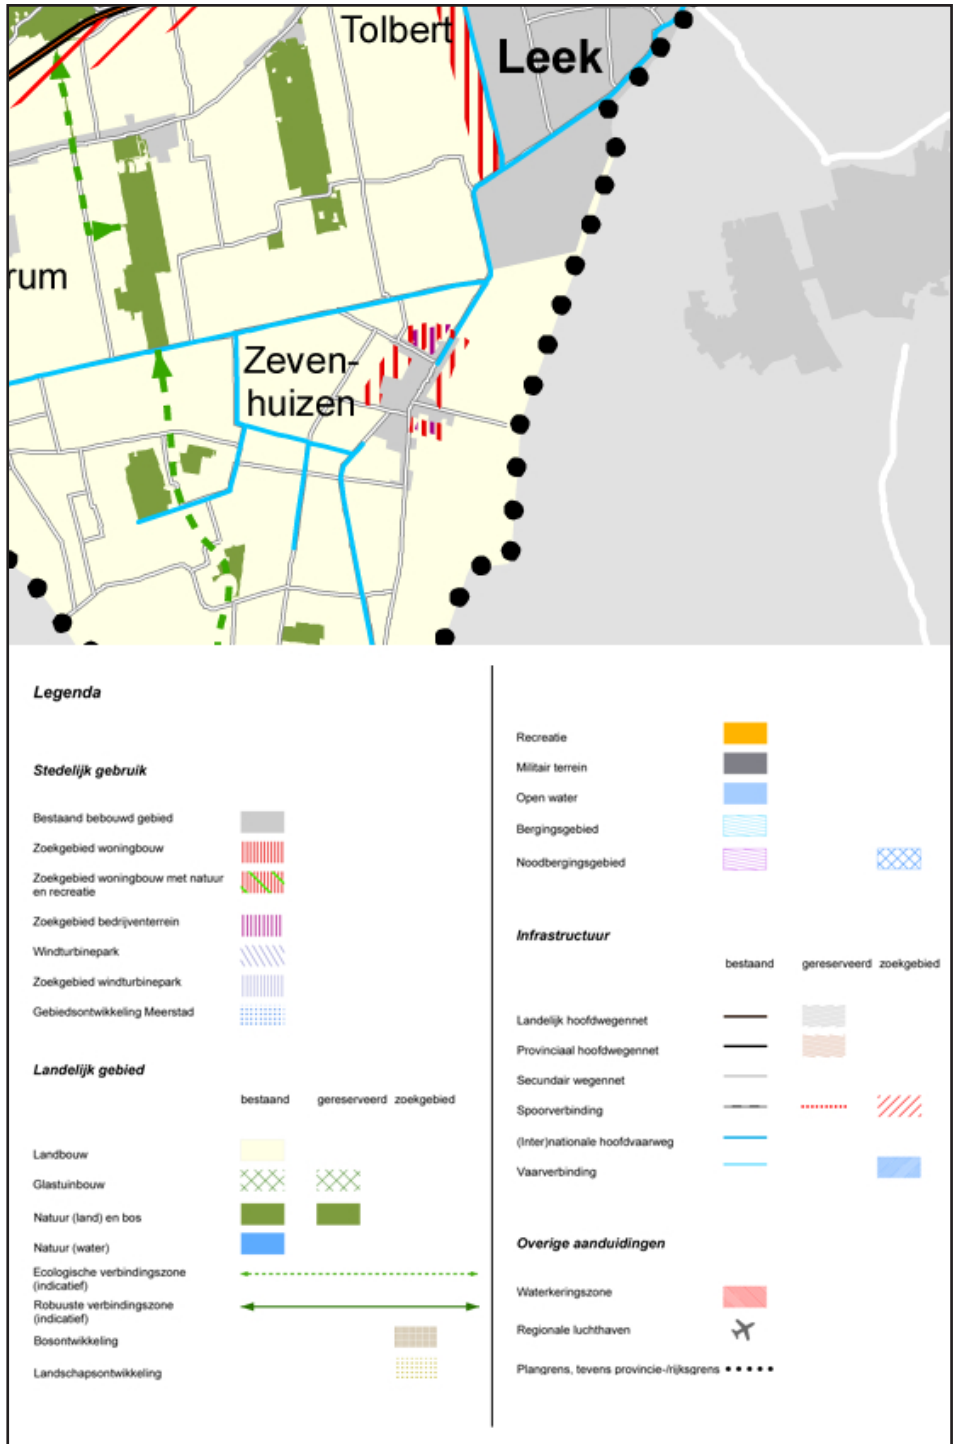 Tolbert
Leek
rum
Zeven-
huizen
Legenda
Stedelijk gebruik
Bestaand bebouwd gebied
Zoekgebied woningbouw
Zoekgebied woningbouw met natuur
en recreatie
Zoekgebied bedrijventerrein
Windturbinepark
Zoekgebied windturbinepark
Gebiedsontwikkeling Meerstad
Landelijk gebied
bestaand gereserveerd zoekgebied
Landbouw
Glastuinbouw
Natuur (land) en bos
Natuur (water)
Ecologische verbindingszone
(indicatief)
Robuuste verbindingszone
(indicatief)
Bosontwikkeling
Landschapsontwikkeling
Recreatie
Militair terrein
Open water
Bergingsgebied
Noodbergingsgebied
Infrastructuur
bestaand gereserveerd zoekgebied
Landelijk hoofdwegennet
Provinciaal hoofdwegennet
Secundair wegennet
Spoorverbinding
(Inter)nationale hoofdvaarweg
Vaarverbinding
Overige aanduidingen
Waterkeringszone
Regionale luchthaven
Plangrens, tevens provincie-/rijksgrens